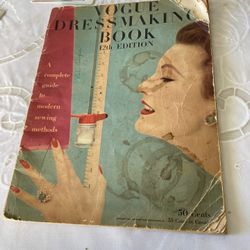 VOGUE
DRESSMAKING
BOOK
12th EDITION
A
complete
guide
to
modern
sewing
methods
50 Cents